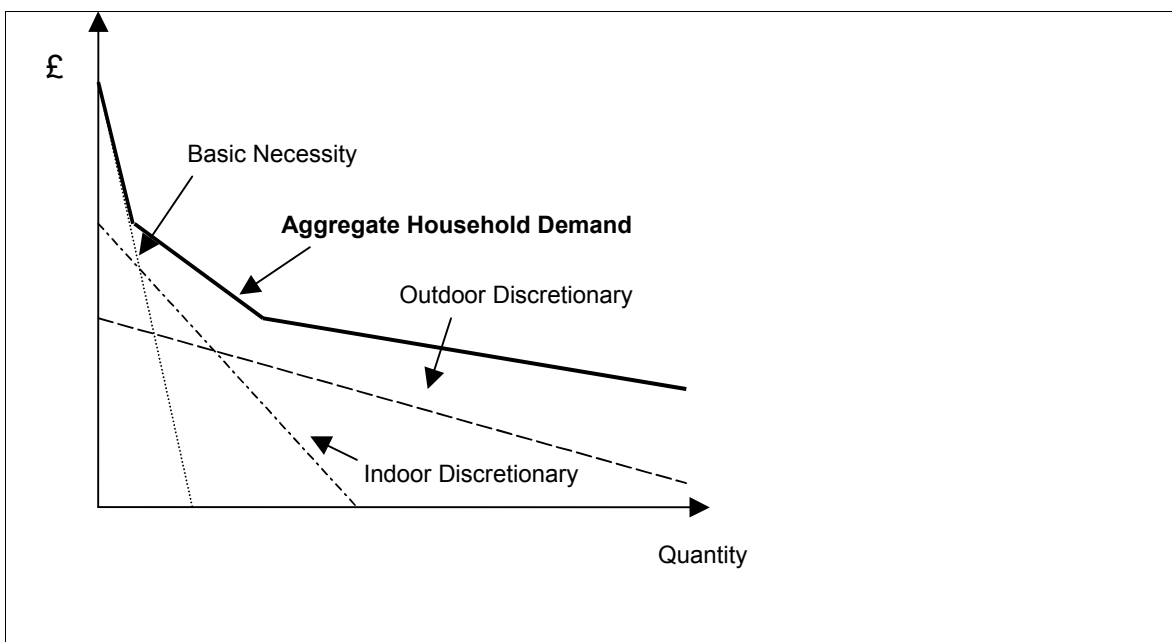 £
Basic Necessity
Aggregate Household Demand
Outdoor Discretionary
Indoor Discretionary
Quantity